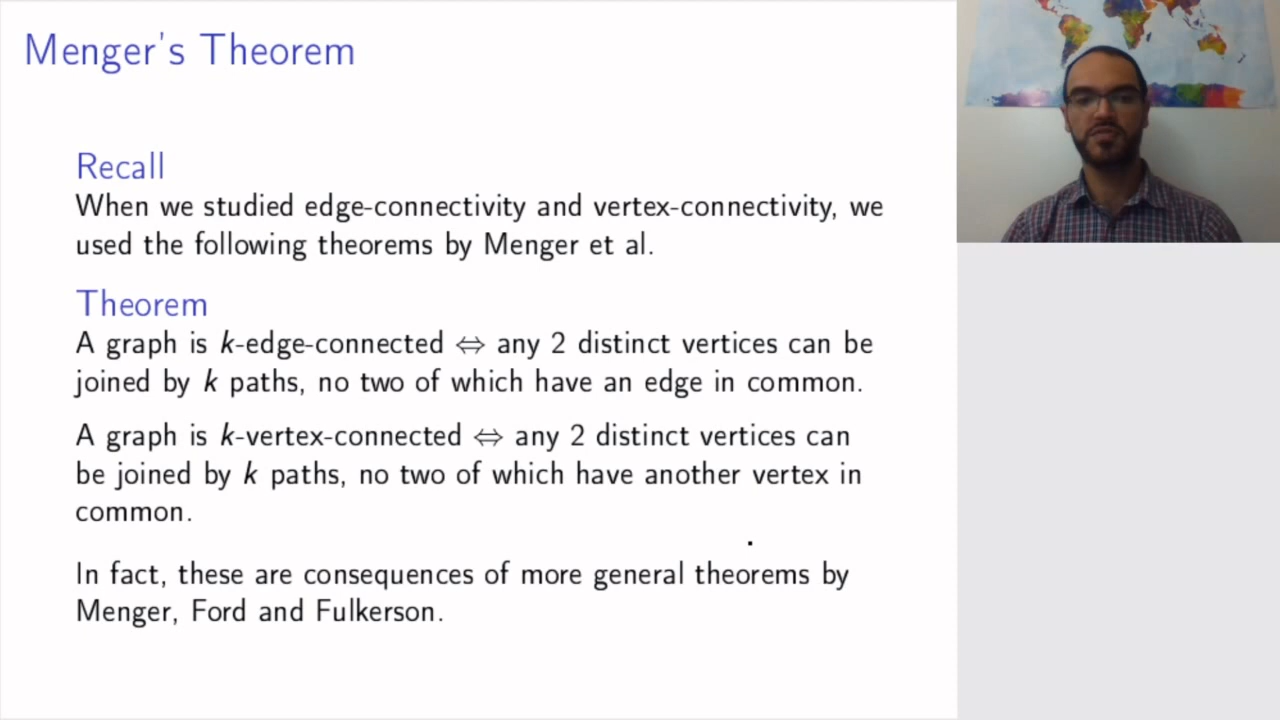 Menger's Theorem
Recall
When we studied edge-connectivity and vertex-connectivity, we
used the following theorems by Menger et al.
Theorem
A graph is k-edge-connected ⇔ any 2 distinct vertices can be
joined by k paths, no two of which have an edge in common.
A graph is k-vertex-connected ⇔ any 2 distinct vertices can
be joined by k paths, no two of which have another vertex in
common.
In fact, these are consequences of more general theorems by
Menger, Ford and Fulkerson.